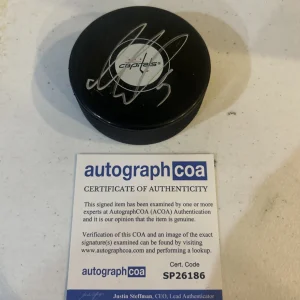 capitals
autographcoa
CERTIFICATE OF AUTHENTICITY
This signed item has been examined by one or more
experts at AutographCOA (ACOA) Authentication
and it is our opinion that the item is genuine.
Verification of this COA and an image of the exact
signature(s) examined can be found by visiting
www.autographcoa.com and performing a lookup.
autographcoa
Cert. Code
SP26186
Justin Steffman, CEO, Lead Authenticator